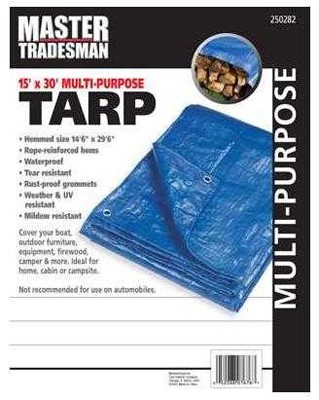 250282
MASTER
TRADESMAN
15' x 30' MULTI-PURPOSE
TARP
• Hemmed size 14'6" x 29'6"
• Rope-reinforced hems
• Waterproof
• Tear resistant
• Rust-proof grommets
• Weather & UV
resistant
• Mildew resistant
Cover your boat,
outdoor furniture,
equipment, firewood,
camper & more. Ideal for
home, cabin or campsite.
Not recommended for use on automobiles.
MULTI-PURPOSE